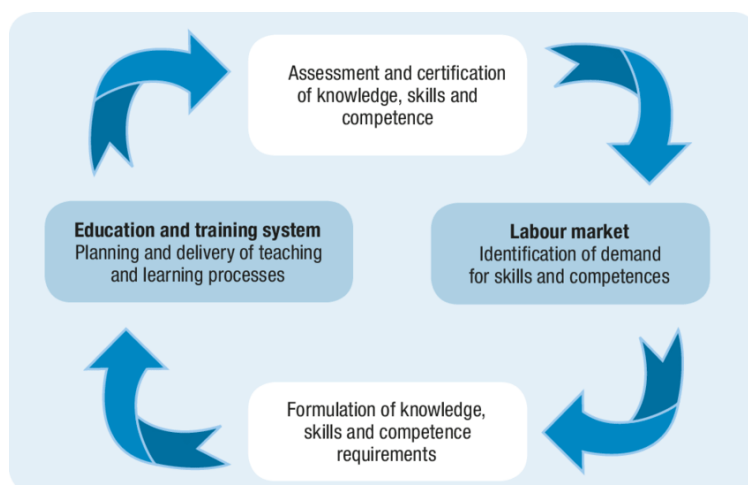 Assessment and certification
of knowledge, skills and
competence
Education and training system
Planning and delivery of teaching
and learning processes
Labour market
Identification of demand
for skills and competences
Formulation of knowledge,
skills and competence
requirements